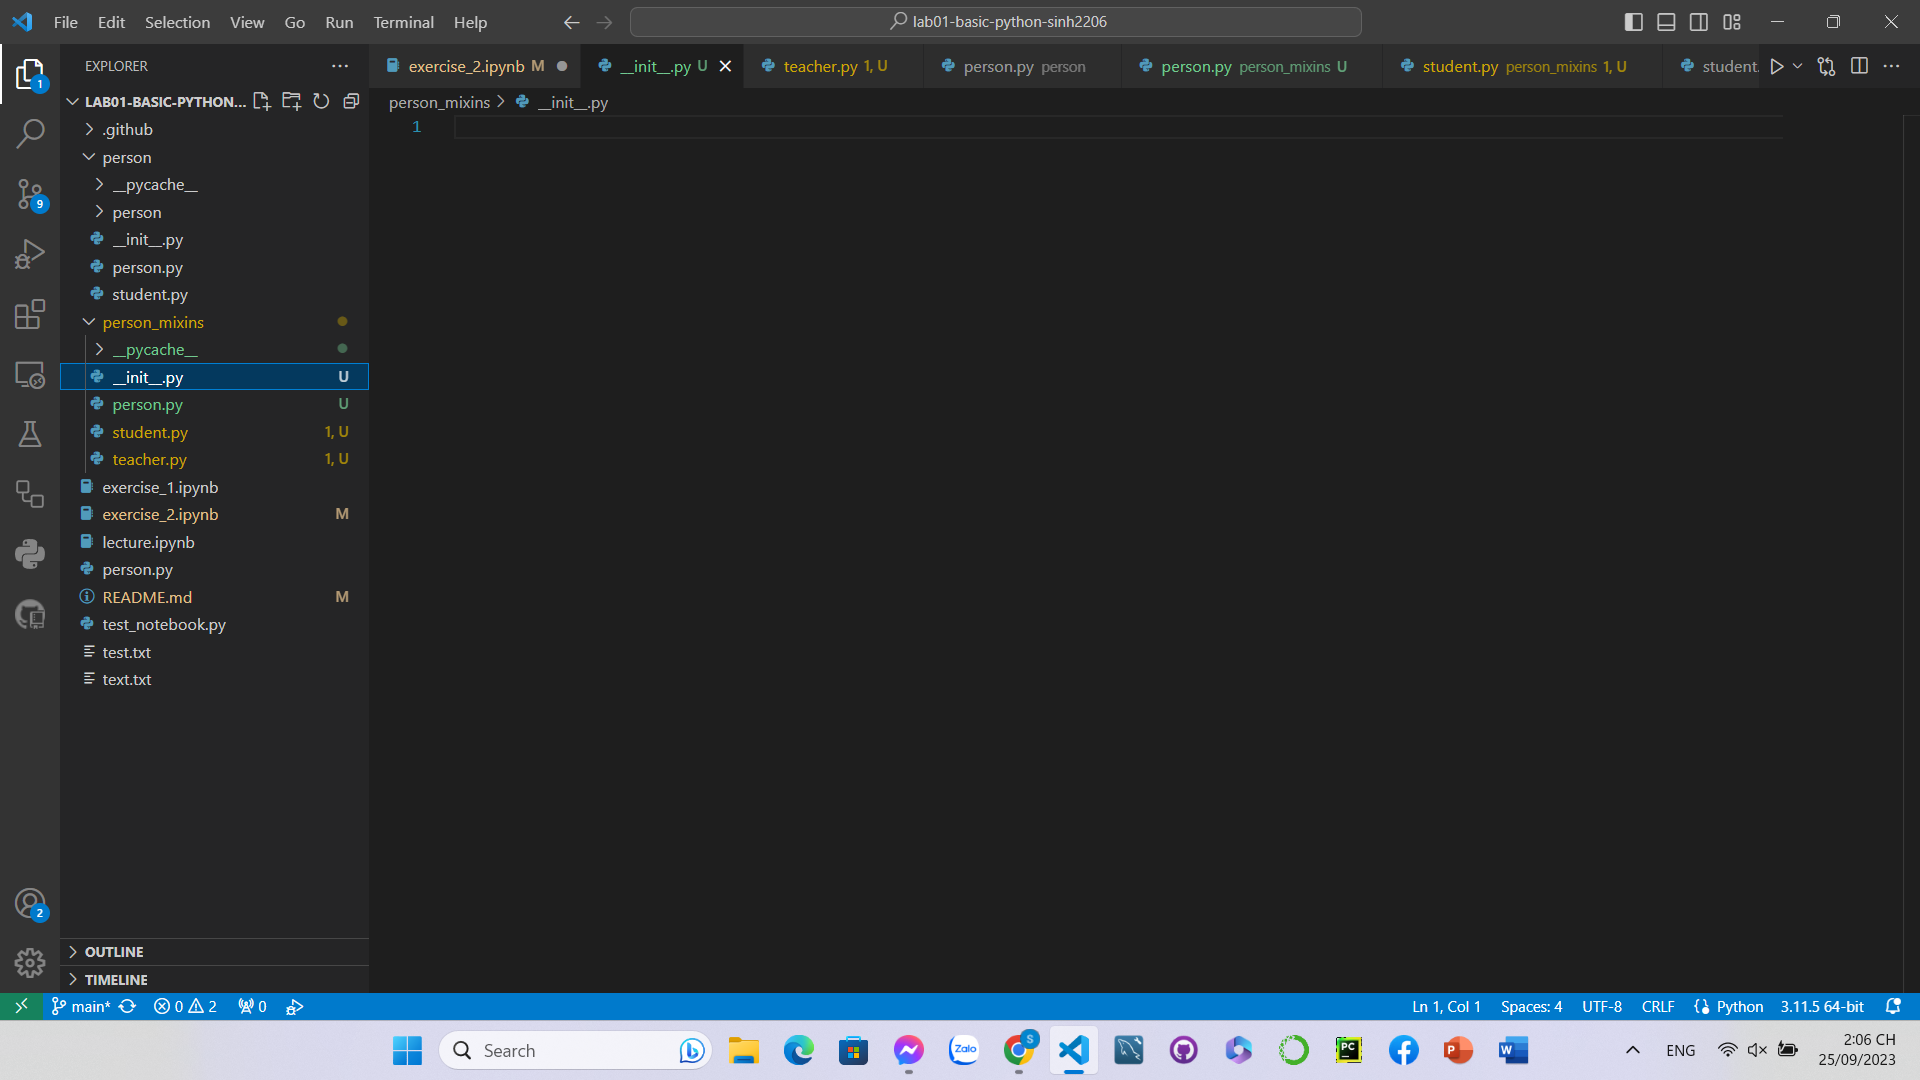 File Edit Selection View Go Run Terminal Help
lab01-basic-python-sinh2206
EXPLORER
exercise_2.ipynb M
__init__.py U
teacher.py 1, U
person.py person
person.py person_mixins U
student.py person_mixins 1, U
student.
LAB01-BASIC-PYTHON...
person_mixins > __init__.py
1
.github
person
__pycache__
person
__init__.py
person.py
student.py
person_mixins
__pycache__
__init__.py U
person.py U
student.py 1, U
teacher.py 1, U
exercise_1.ipynb
exercise_2.ipynb M
lecture.ipynb
person.py
README.md M
test_notebook.py
test.txt
text.txt
1
9
2
OUTLINE
TIMELINE
main* 0 2 0
Ln 1, Col 1 Spaces: 4 UTF-8 CRLF Python 3.11.5 64-bit
Search
Zalo
S
PC
P
W
ENG
2:06 CH
25/09/2023